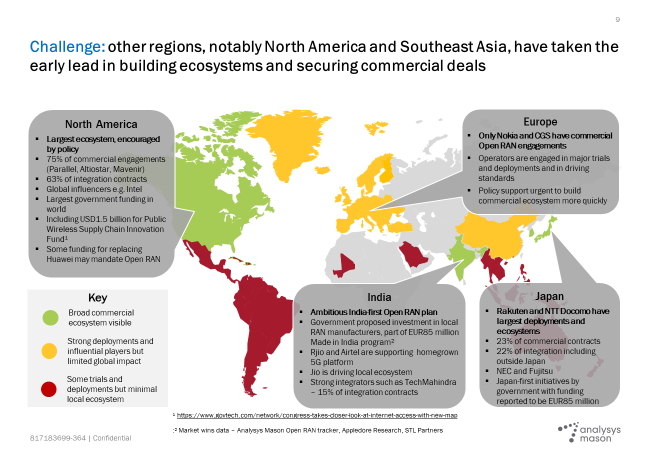 9
Challenge: other regions, notably North America and Southeast Asia, have taken the
early lead in building ecosystems and securing commercial deals
North America
▪ Largest ecosystem, encouraged
by policy
▪ 75% of commercial engagements
(Parallel, Altiostar, Mavenir)
▪ 63% of integration contracts
▪ Global influencers e.g. Intel
▪ Largest government funding in
world
▪ Including USD1.5 billion for Public
Wireless Supply Chain Innovation
Fund¹
▪ Some funding for replacing
Huawei may mandate Open RAN
Europe
▪ Only Nokia and CGS have commercial
Open RAN engagements
▪ Operators are engaged in major trials
and deployments and in driving
standards
▪ Policy support urgent to build
commercial ecosystem more quickly
Key
Broad commercial
ecosystem visible
Strong deployments and
influential players but
limited global impact
Some trials and
deployments but minimal
local ecosystem
India
▪ Ambitious India-first Open RAN plan
▪ Government proposed investment in local
RAN manufacturers, part of EUR85 million
Made in India program²
▪ Rjio and Airtel are supporting homegrown
5G platform
▪ Jio is driving local ecosystem
▪ Strong integrators such as TechMahindra
– 15% of integration contracts
Japan
▪ Rakuten and NTT Docomo have
largest deployments and
ecosystems
▪ 23% of commercial contracts
▪ 22% of integration including
outside Japan
▪ NEC and Fujitsu
▪ Japan-first initiatives by
government with funding
reported to be EUR85 million
¹ https://www.govtech.com/network/congress-takes-closer-look-at-internet-access-with-new-map
;² Market wins data – Analysys Mason Open RAN tracker, Appledore Research, STL Partners
817183699-364 | Confidential
analysys
mason